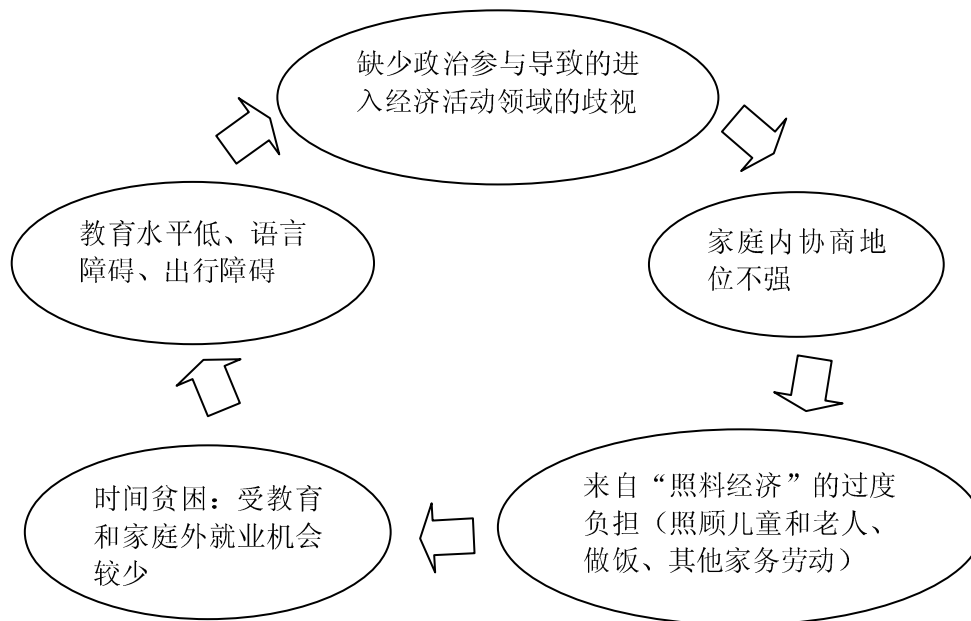 缺少政治参与导致的进
入经济活动领域的歧视
教育水平低、语言
障碍、出行障碍
家庭内协商地
位不强
时间贫困：受教育
和家庭外就业机会
较少
来自“照料经济”的过度
负担（照顾儿童和老人、
做饭、其他家务劳动）